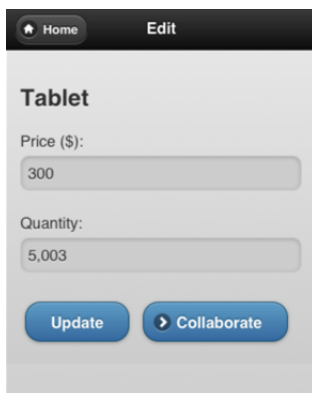 Home Edit
Tablet
Price ($):
300
Quantity:
5,003
Update Collaborate